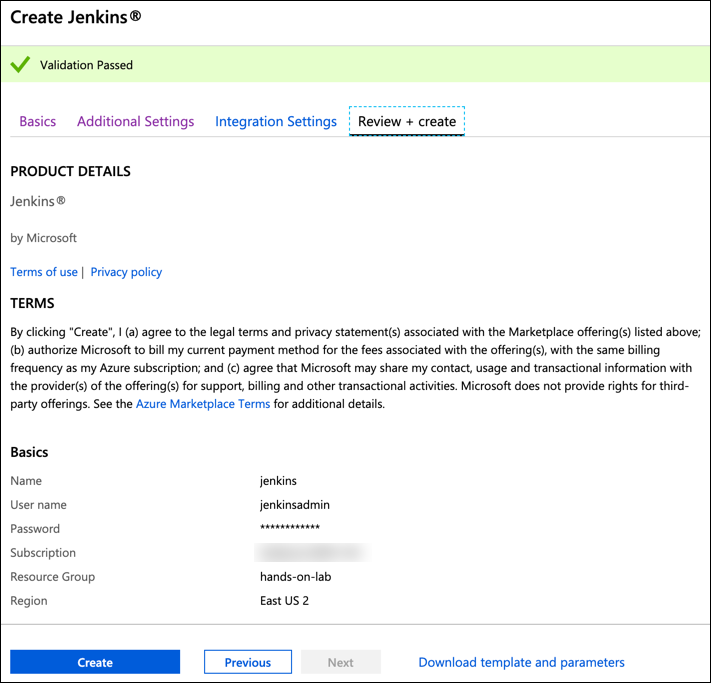 Create Jenkins®
Validation Passed
Basics Additional Settings Integration Settings Review + create
PRODUCT DETAILS
Jenkins®
by Microsoft
Terms of use | Privacy policy
TERMS
By clicking "Create", I (a) agree to the legal terms and privacy statement(s) associated with the Marketplace offering(s) listed above;
(b) authorize Microsoft to bill my current payment method for the fees associated with the offering(s), with the same billing
frequency as my Azure subscription; and (c) agree that Microsoft may share my contact, usage and transactional information with
the provider(s) of the offering(s) for support, billing and other transactional activities. Microsoft does not provide rights for third-
party offerings. See the Azure Marketplace Terms for additional details.
Basics
Name jenkins
User name jenkinsadmin
Password ************
Subscription
Resource Group hands-on-lab
Region East US 2
Create Previous Next Download template and parameters